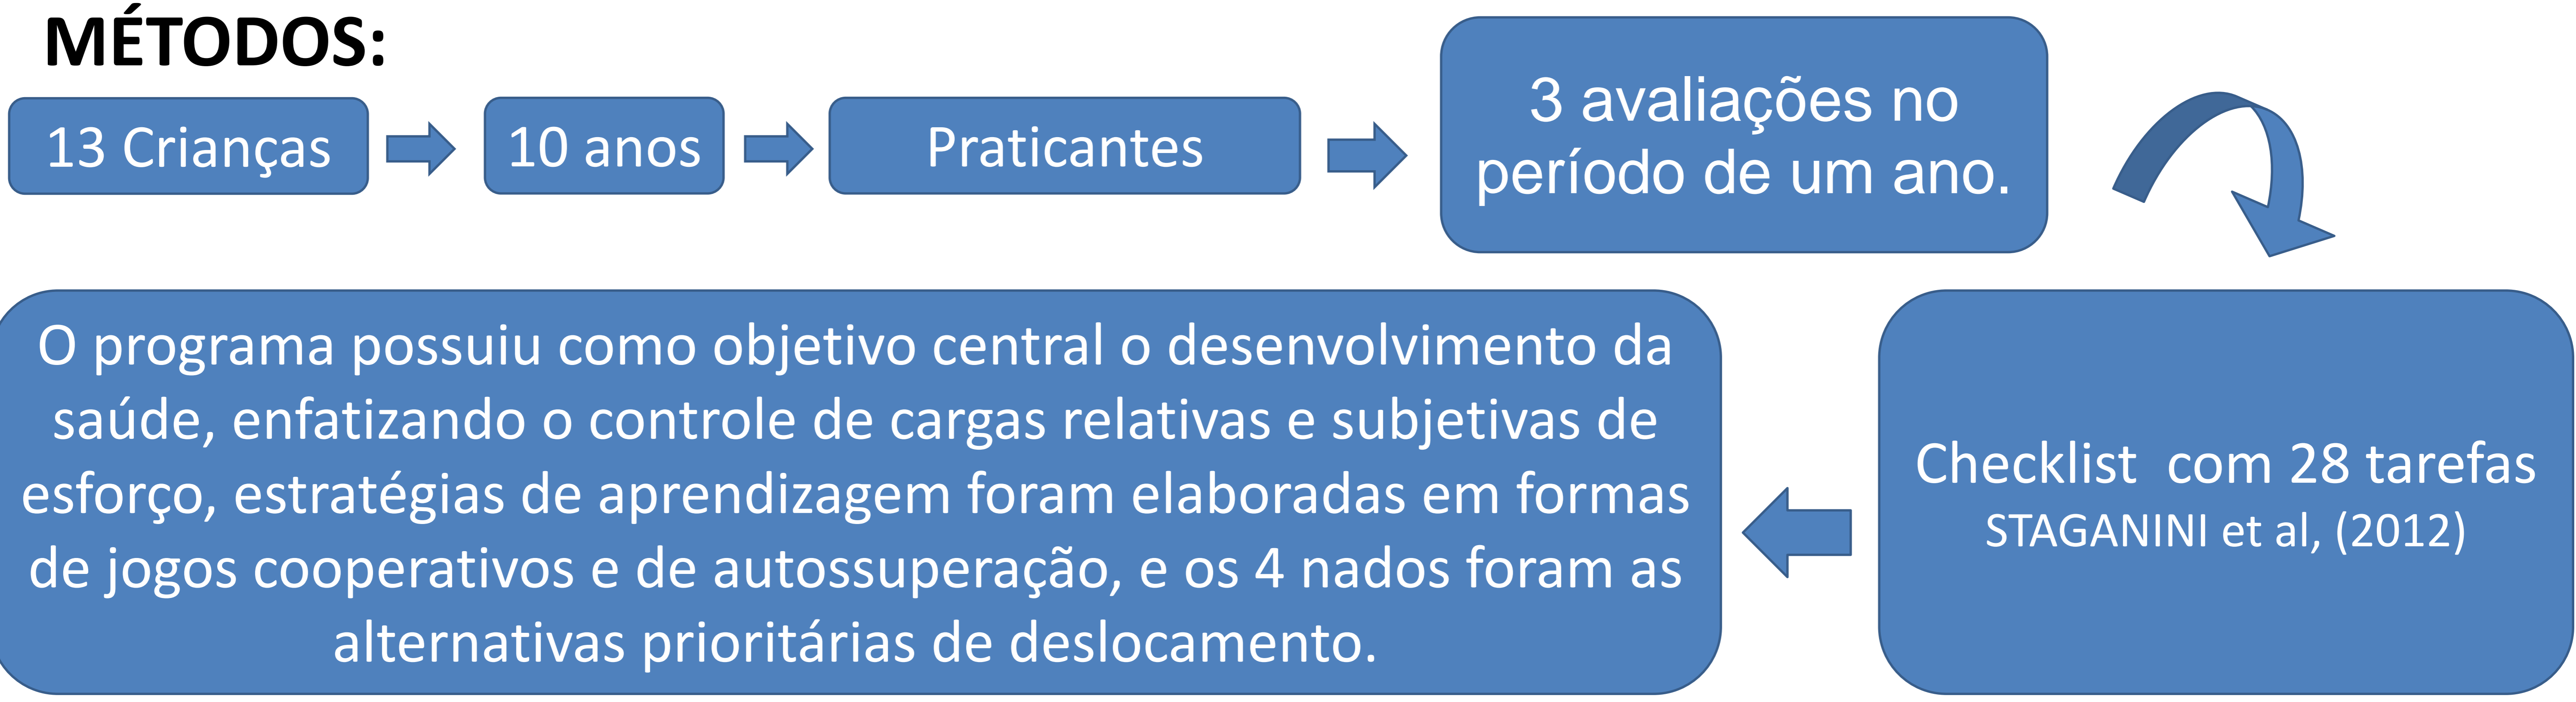 MÉTODOS:
13 Crianças
10 anos
Praticantes
3 avaliações no
período de um ano.
Checklist com 28 tarefas
STAGANINI et al, (2012)
O programa possuiu como objetivo central o desenvolvimento da
saúde, enfatizando o controle de cargas relativas e subjetivas de
esforço, estratégias de aprendizagem foram elaboradas em formas
de jogos cooperativos e de autossuperação, e os 4 nados foram as
alternativas prioritárias de deslocamento.